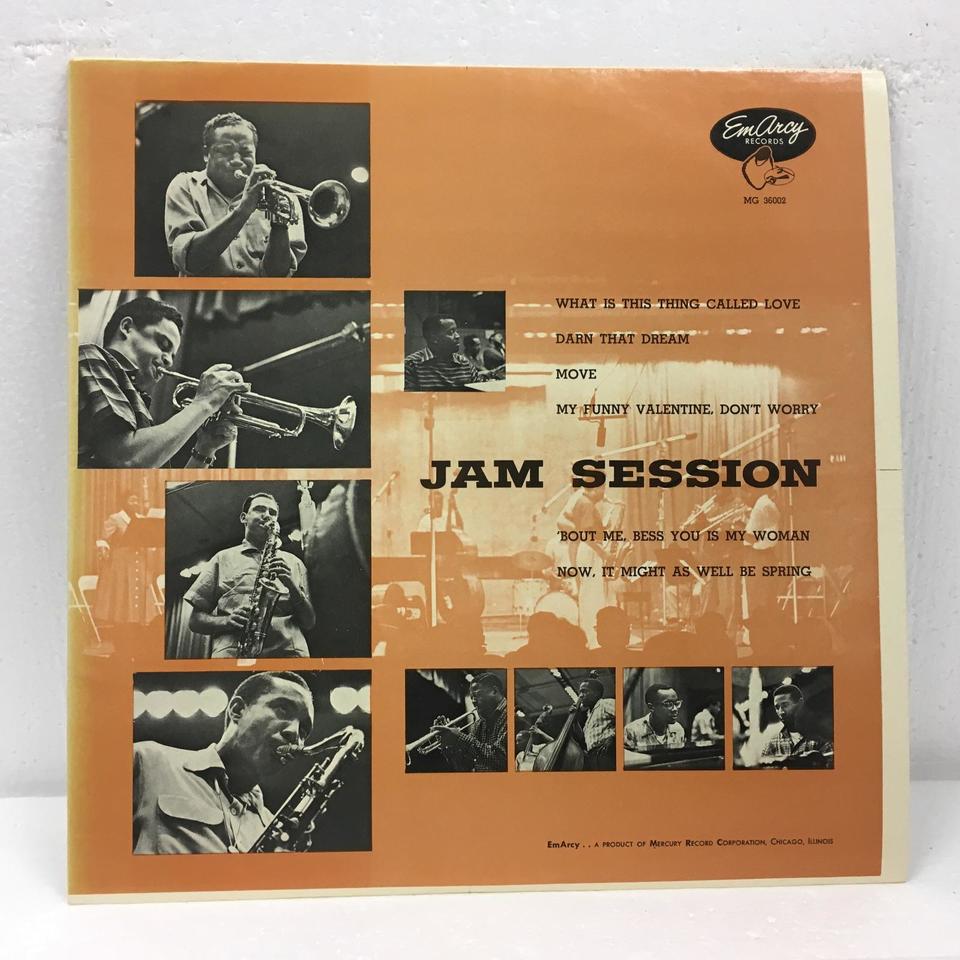 EmArcy
RECORDS
MG 36002
WHAT IS THIS THING CALLED LOVE
DARN THAT DREAM
MOVE
MY FUNNY VALENTINE, DON'T WORRY
JAM SESSION
'BOUT ME, BESS YOU IS MY WOMAN
NOW, IT MIGHT AS WELL BE SPRING
EmArcy . . A PRODUCT OF MERCURY RECORD CORPORATION, CHICAGO, ILLINOIS